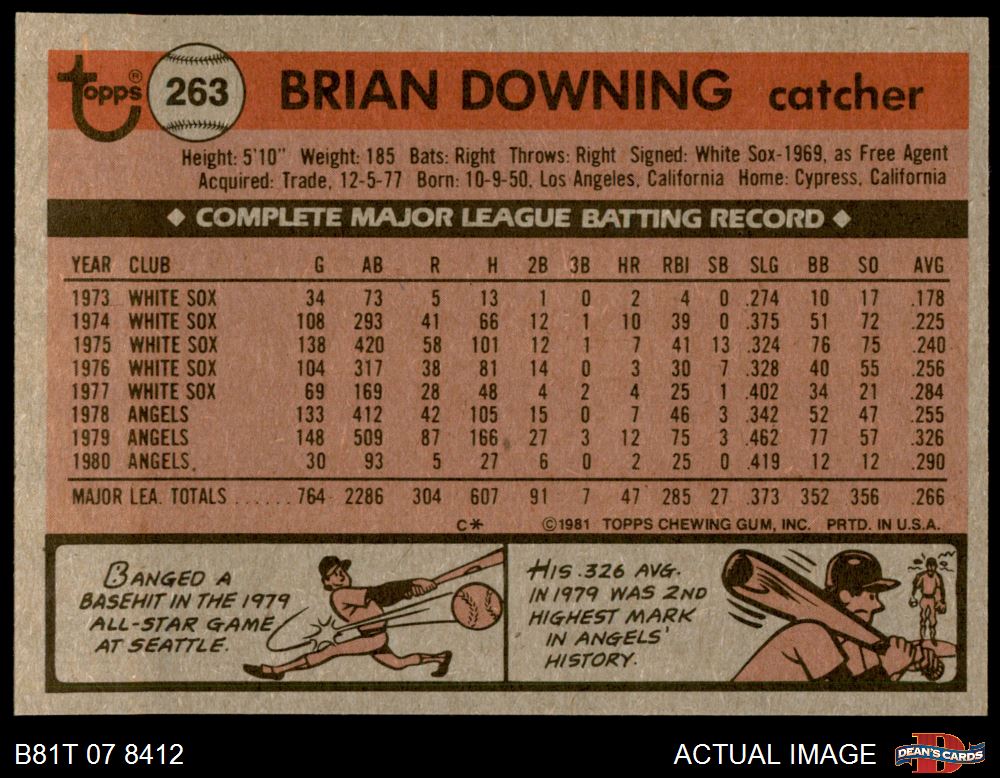 topps® 263 BRIAN DOWNING catcher
Height: 5'10" Weight: 185 Bats: Right Throws: Right Signed: White Sox-1969, as Free Agent
Acquired: Trade, 12-5-77 Born: 10-9-50, Los Angeles, California Home: Cypress, California
◆ COMPLETE MAJOR LEAGUE BATTING RECORD ◆
YEAR CLUB G AB R H 2B 3B HR RBI SB SLG BB SO AVG
1973 WHITE SOX 34 73 5 13 1 0 2 4 0 .274 10 17 .178
1974 WHITE SOX 108 293 41 66 12 1 10 39 0 .375 51 72 .225
1975 WHITE SOX 138 420 58 101 12 1 7 41 13 .324 76 75 .240
1976 WHITE SOX 104 317 38 81 14 0 3 30 7 .328 40 55 .256
1977 WHITE SOX 69 169 28 48 4 2 4 25 1 .402 34 21 .284
1978 ANGELS 133 412 42 105 15 0 7 46 3 .342 52 47 .255
1979 ANGELS 148 509 87 166 27 3 12 75 3 .462 77 57 .326
1980 ANGELS 30 93 5 27 6 0 2 25 0 .419 12 12 .290
MAJOR LEA. TOTALS ...... 764 2286 304 607 91 7 47 285 27 .373 352 356 .266
C* ©1981 TOPPS CHEWING GUM, INC. PRTD. IN U.S.A.
BANGED A
BASEHIT IN THE 1979
ALL-STAR GAME
AT SEATTLE.
HIS .326 AVG.
IN 1979 WAS 2ND
HIGHEST MARK
IN ANGELS'
HISTORY.
B81T 07 8412 ACTUAL IMAGE DEAN'S CARDS